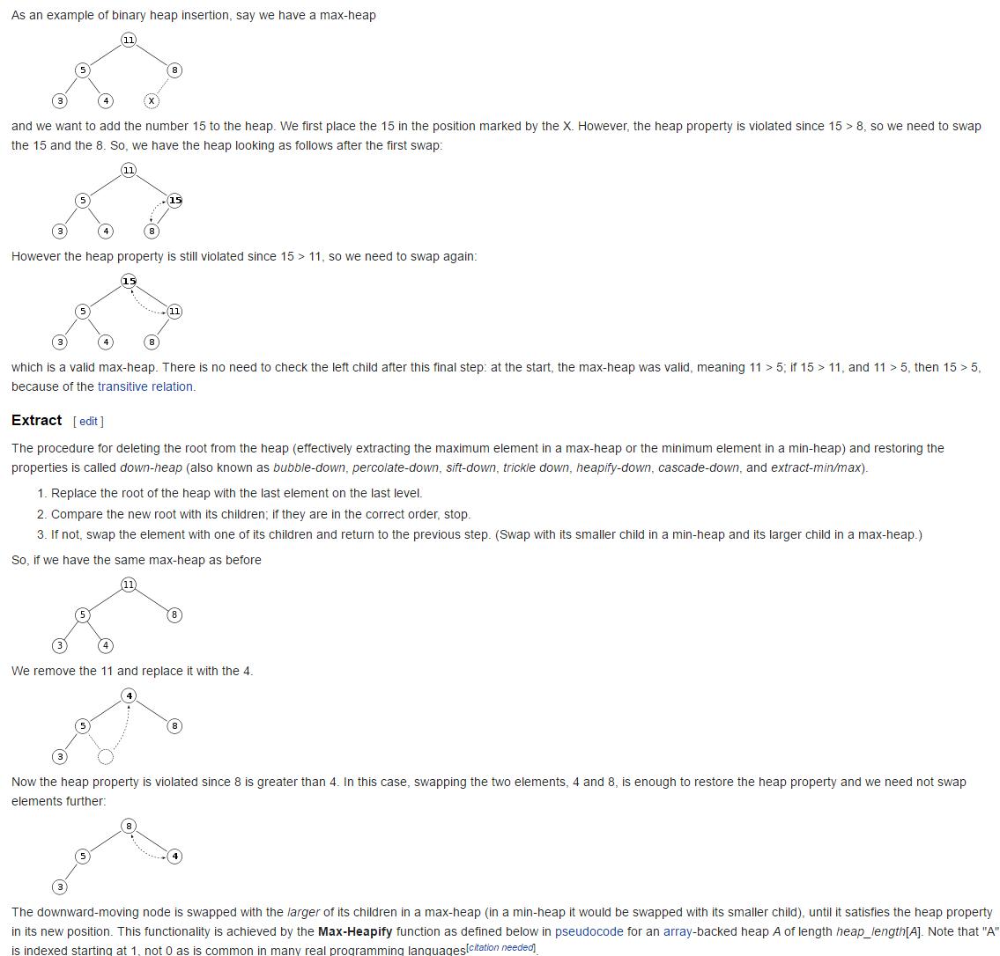 As an example of binary heap insertion, say we have a max-heap
11
5 8
3 4 X
and we want to add the number 15 to the heap. We first place the 15 in the position marked by the X. However, the heap property is violated since 15 > 8, so we need to swap
the 15 and the 8. So, we have the heap looking as follows after the first swap:
11
5 15
3 4 8
However the heap property is still violated since 15 > 11, so we need to swap again:
15
5 11
3 4 8
which is a valid max-heap. There is no need to check the left child after this final step: at the start, the max-heap was valid, meaning 11 > 5; if 15 > 11, and 11 > 5, then 15 > 5,
because of the transitive relation.
Extract [ edit ]
The procedure for deleting the root from the heap (effectively extracting the maximum element in a max-heap or the minimum element in a min-heap) and restoring the
properties is called down-heap (also known as bubble-down, percolate-down, sift-down, trickle down, heapify-down, cascade-down, and extract-min/max).
1. Replace the root of the heap with the last element on the last level.
2. Compare the new root with its children; if they are in the correct order, stop.
3. If not, swap the element with one of its children and return to the previous step. (Swap with its smaller child in a min-heap and its larger child in a max-heap.)
So, if we have the same max-heap as before
11
5 8
3 4
We remove the 11 and replace it with the 4.
4
5 8
3
Now the heap property is violated since 8 is greater than 4. In this case, swapping the two elements, 4 and 8, is enough to restore the heap property and we need not swap
elements further:
8
5 4
3
The downward-moving node is swapped with the larger of its children in a max-heap (in a min-heap it would be swapped with its smaller child), until it satisfies the heap property
in its new position. This functionality is achieved by the Max-Heapify function as defined below in pseudocode for an array-backed heap A of length heap_length[A]. Note that "A"
is indexed starting at 1, not 0 as is common in many real programming languages[citation needed].